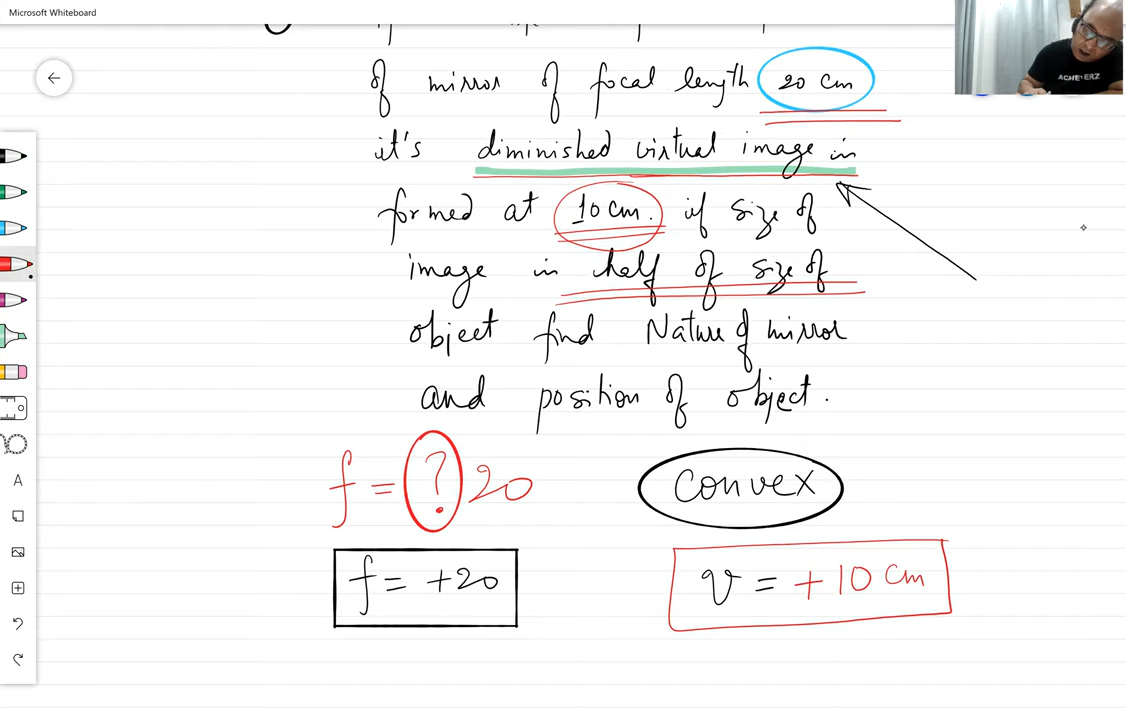 Microsoft Whiteboard
of mirror of focal length 20 cm
it's diminished virtual image in
formed at 10 cm. if size of
image in half of size of
object find Nature of mirror
and position of object.
f = ? 20
convex
f = +20
v = +10 cm
A